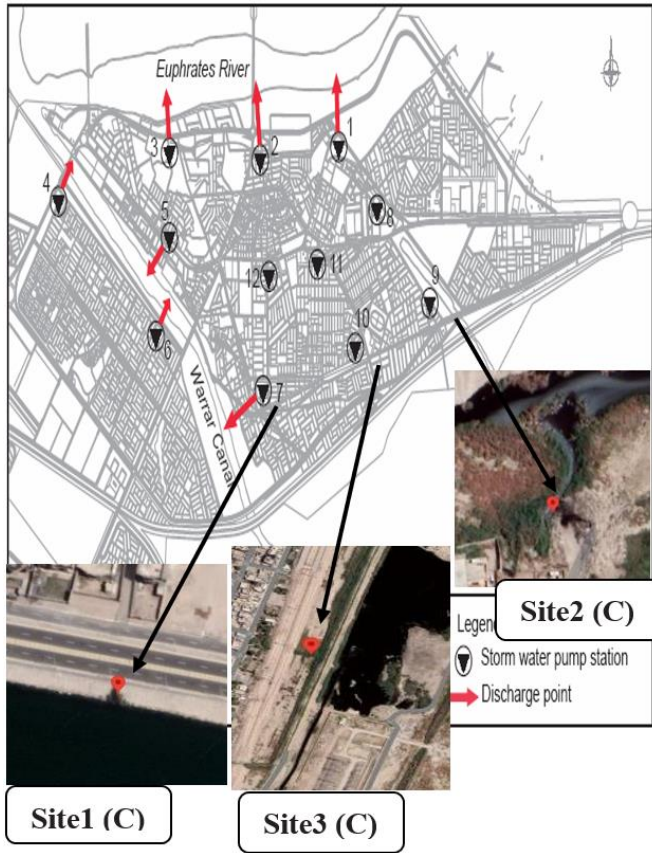 Euphrates River
1
2
3
4
5
8
11
12
9
6
10
7
Warrar Canal
Site2 (C)
Storm water pump station
Discharge point
Site1 (C)
Site3 (C)